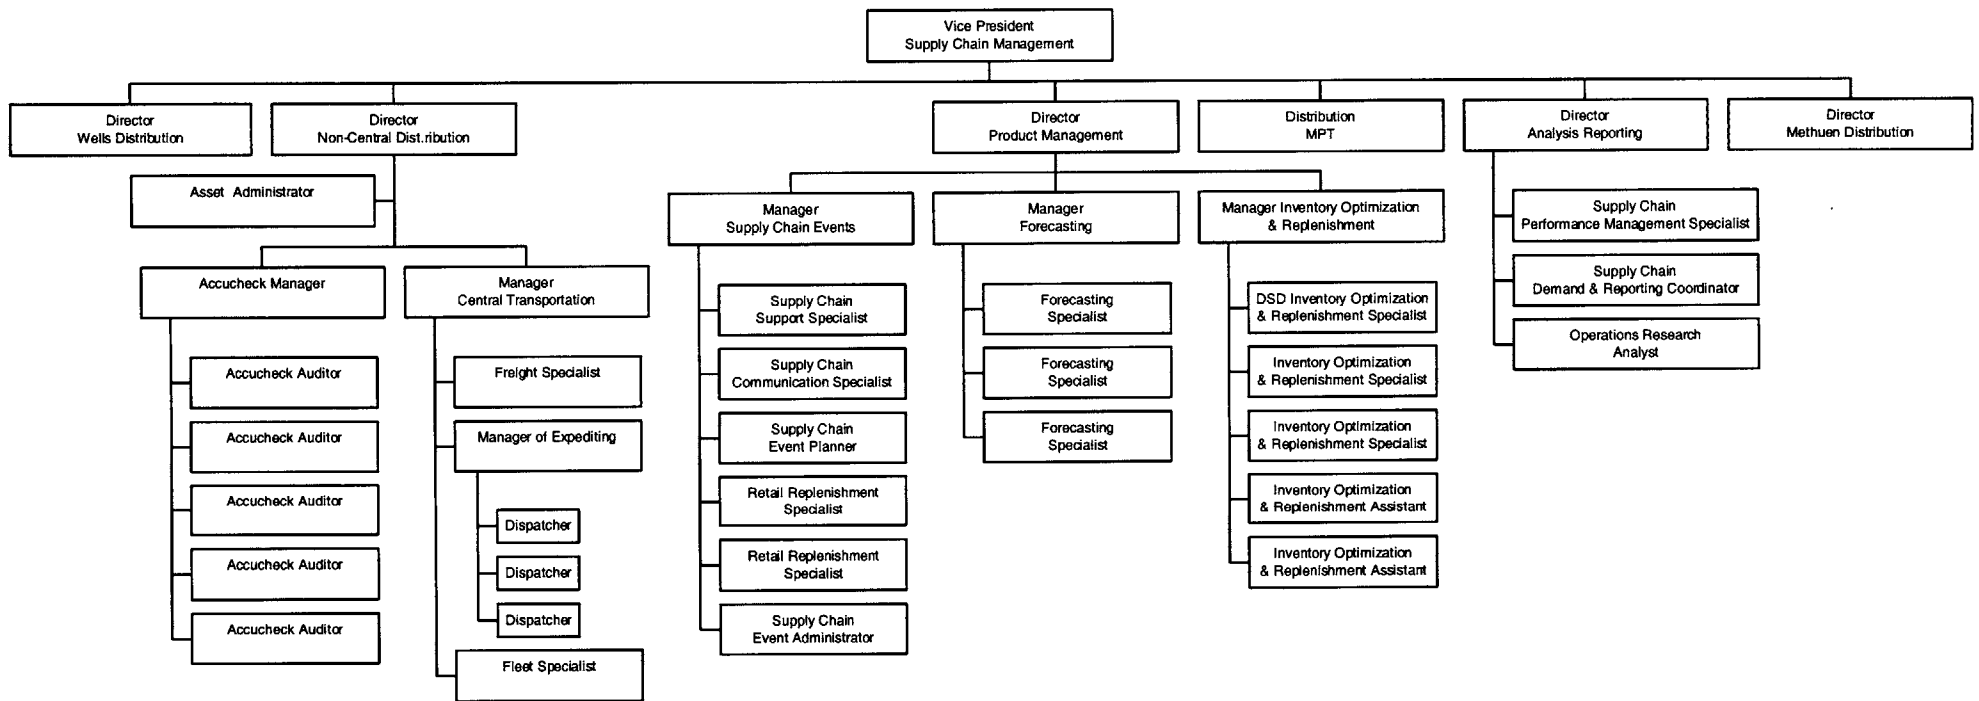 Vice President
Supply Chain Management
Director
Wells Distribution
Director
Non-Central Dist.ribution
Director
Product Management
Distribution
MPT
Director
Analysis Reporting
Director
Methuen Distribution
Asset Administrator
Accucheck Manager
Accucheck Auditor
Accucheck Auditor
Accucheck Auditor
Accucheck Auditor
Accucheck Auditor
Manager
Central Transportation
Freight Specialist
Manager of Expediting
Dispatcher
Dispatcher
Dispatcher
Fleet Specialist
Manager
Supply Chain Events
Supply Chain
Support Specialist
Supply Chain
Communication Specialist
Supply Chain
Event Planner
Retail Replenishment
Specialist
Retail Replenishment
Specialist
Supply Chain
Event Administrator
Manager
Forecasting
Forecasting
Specialist
Forecasting
Specialist
Forecasting
Specialist
Manager Inventory Optimization
& Replenishment
DSD Inventory Optimization
& Replenishment Specialist
Inventory Optimization
& Replenishment Specialist
Inventory Optimization
& Replenishment Specialist
Inventory Optimization
& Replenishment Assistant
Inventory Optimization
& Replenishment Assistant
Supply Chain
Performance Management Specialist
Supply Chain
Demand & Reporting Coordinator
Operations Research
Analyst